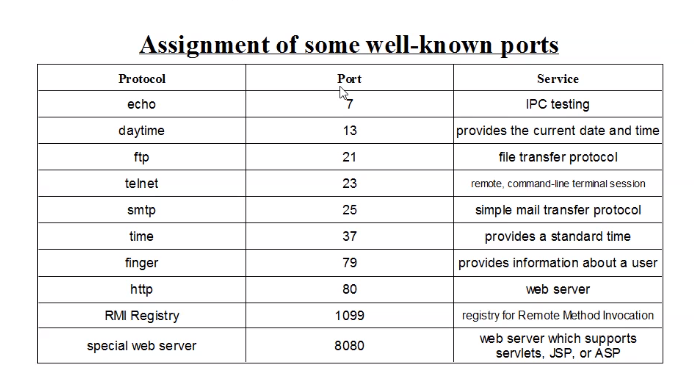 Assignment of some well-known ports
Protocol Port Service
echo 7 IPC testing
daytime 13 provides the current date and time
ftp 21 file transfer protocol
telnet 23 remote, command-line terminal session
smtp 25 simple mail transfer protocol
time 37 provides a standard time
finger 79 provides information about a user
http 80 web server
RMI Registry 1099 registry for Remote Method Invocation
special web server 8080 web server which supports
servlets, JSP, or ASP